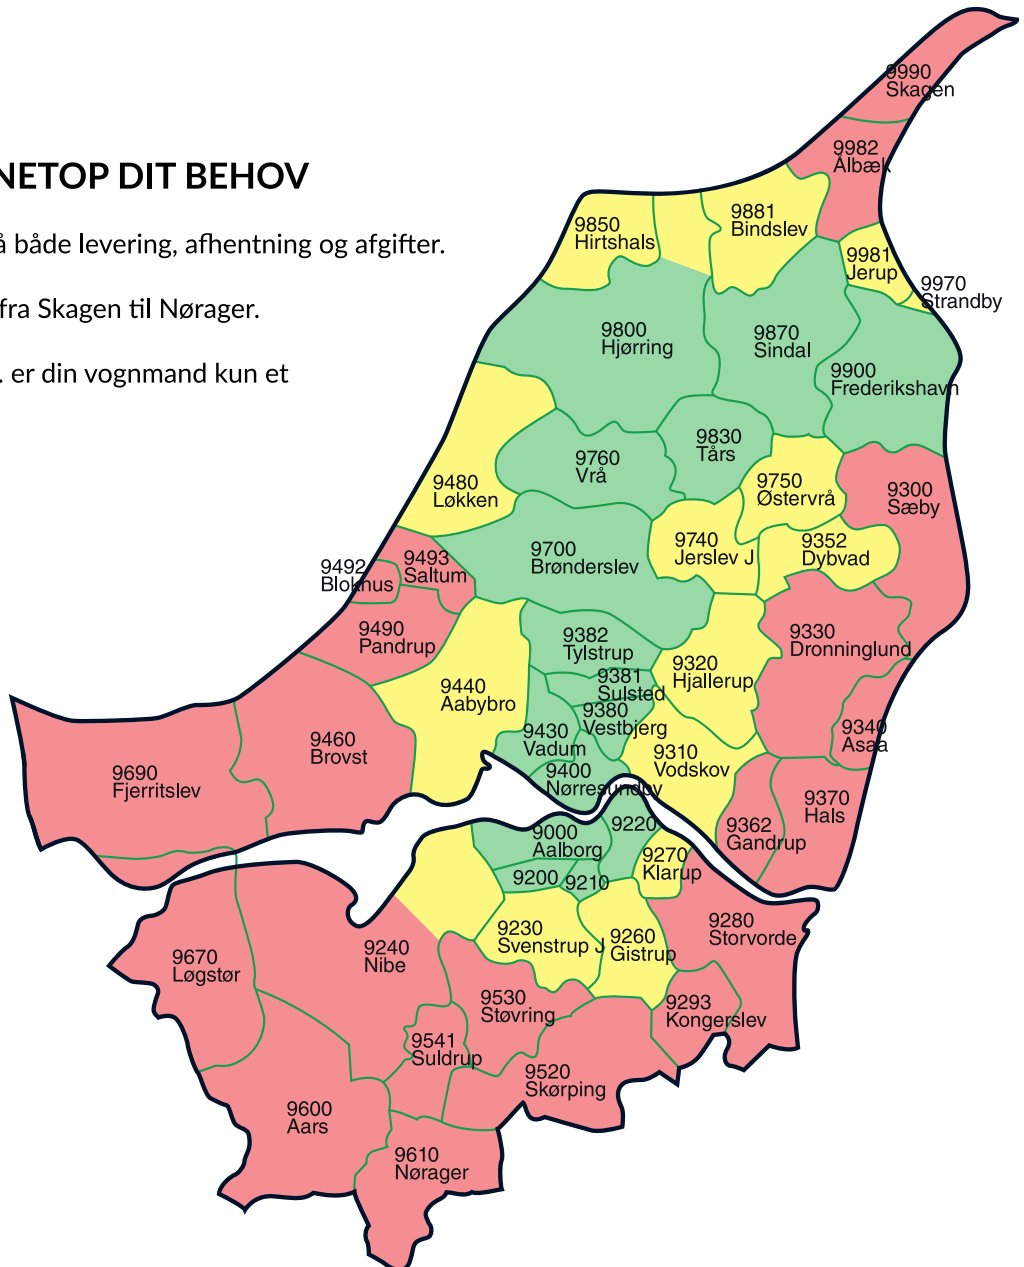 NETOP DIT BEHOV
å både levering, afhentning og afgifter.
fra Skagen til Nørager.
. er din vognmand kun et
9990
Skagen
9982
Ålbæk
9881
Bindslev
9850
Hirtshals
9981
Jerup
9970
Strandby
9800
Hjørring
9870
Sindal
9900
Frederikshavn
9830
Tårs
9760
Vrå
9750
Østervrå
9480
Løkken
9300
Sæby
9740
Jerslev J
9352
Dybvad
9700
Brønderslev
9492
Blokhus
9493
Saltum
9490
Pandrup
9382
Tylstrup
9330
Dronninglund
9320
Hjallerup
9381
Sulsted
9440
Aabybro
9380
Vestbjerg
9430
Vadum
9340
Asaa
9460
Brovst
9310
Vodskov
9690
Fjerritslev
9400
Nørresundby
9370
Hals
9362
Gandrup
9000
Aalborg
9220
9270
Klarup
9200
9210
9280
Storvorde
9230
Svenstrup J
9260
Gistrup
9240
Nibe
9670
Løgstør
9530
Støvring
9293
Kongerslev
9541
Suldrup
9520
Skørping
9600
Aars
9610
Nørager